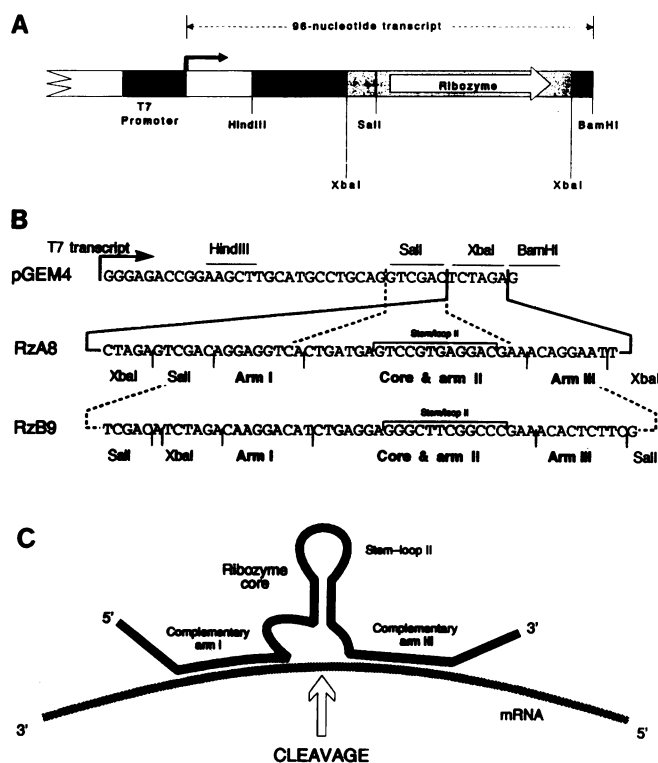 A
96-nucleotide transcript
Ribozyme
T7
Promoter
HindIII
SalI
BamHI
XbaI
XbaI
B
T7 transcript
HindIII
SalI
XbaI
BamHI
pGEM4
GGGAGACCGGAAGCTTGCATGCCTGCAGGTCGACTCTAGAG
Stem/loop II
RzA8
CTAGAGTCGACAGGAGGTCACTGATGAGTCCGTGAGGACGAAACAGGAATT
XbaI
SalI
Arm I
Core & arm II
Arm III
XbaI
Stem/loop II
RzB9
TCGACATCTAGACAAGGACATCTGAGGAGGGCTTCGGCCCGAAACACTCTTCG
SalI
XbaI
Arm I
Core & arm II
Arm III
SalI
C
Stem-loop II
Ribozyme
core
5'
Complementary
arm I
Complementary
arm III
3'
mRNA
3'
5'
CLEAVAGE